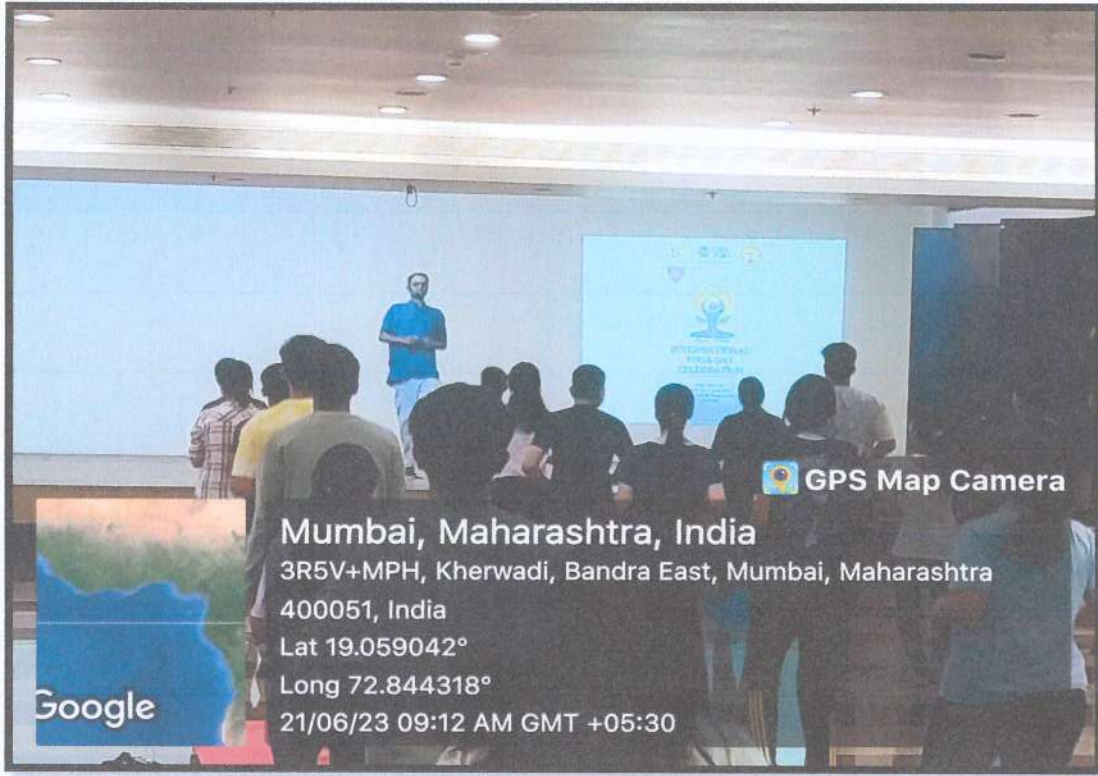 INTERNATIONAL
YOGA DAY
CELEBRATION
GPS Map Camera
Mumbai, Maharashtra, India
3R5V+MPH, Kherwadi, Bandra East, Mumbai, Maharashtra
400051, India
Lat 19.059042°
Long 72.844318°
21/06/23 09:12 AM GMT +05:30
Google